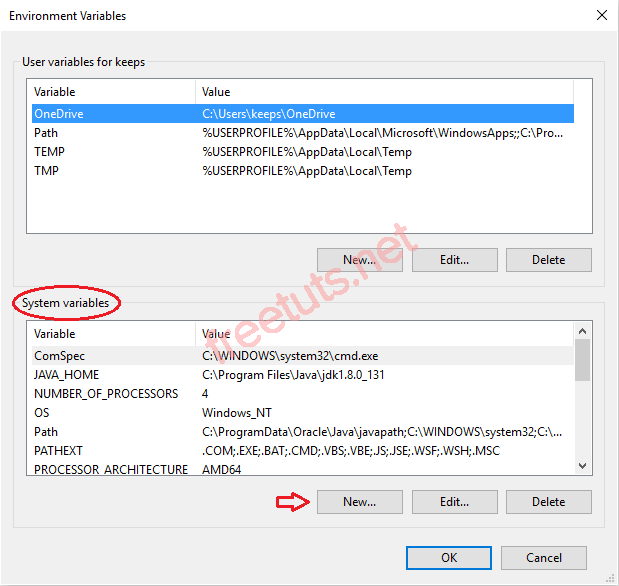 Environment Variables
User variables for keeps
Variable Value
OneDrive C:\Users\keeps\OneDrive
Path %USERPROFILE%\AppData\Local\Microsoft\WindowsApps;;C:\Pro...
TEMP %USERPROFILE%\AppData\Local\Temp
TMP %USERPROFILE%\AppData\Local\Temp
New... Edit... Delete
freetuts.net
System variables
Variable Value
ComSpec C:\WINDOWS\system32\cmd.exe
JAVA_HOME C:\Program Files\Java\jdk1.8.0_131
NUMBER_OF_PROCESSORS 4
OS Windows_NT
Path C:\ProgramData\Oracle\Java\javapath;C:\WINDOWS\system32;C:\...
PATHEXT .COM;.EXE;.BAT;.CMD;.VBS;.VBE;.JS;.JSE;.WSF;.WSH;.MSC
PROCESSOR_ARCHITECTURE AMD64
New... Edit... Delete
OK Cancel